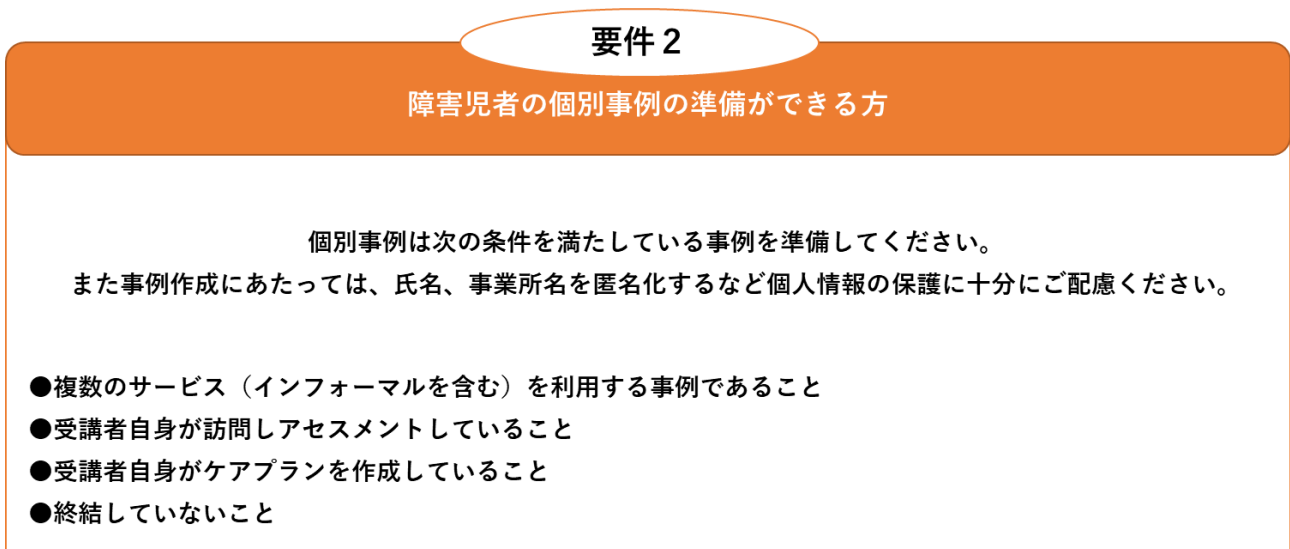 要件２
障害児者の個別事例の準備ができる方
個別事例は次の条件を満たしている事例を準備してください。
また事例作成にあたっては、氏名、事業所名を匿名化するなど個人情報の保護に十分にご配慮ください。
●複数のサービス（インフォーマルを含む）を利用する事例であること
●受講者自身が訪問しアセスメントしていること
●受講者自身がケアプランを作成していること
●終結していないこと